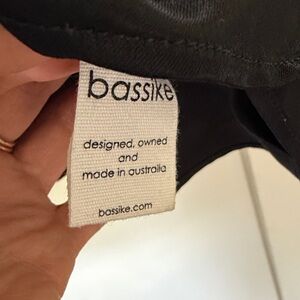 bassike
designed, owned
and
made in australia
bassike.com